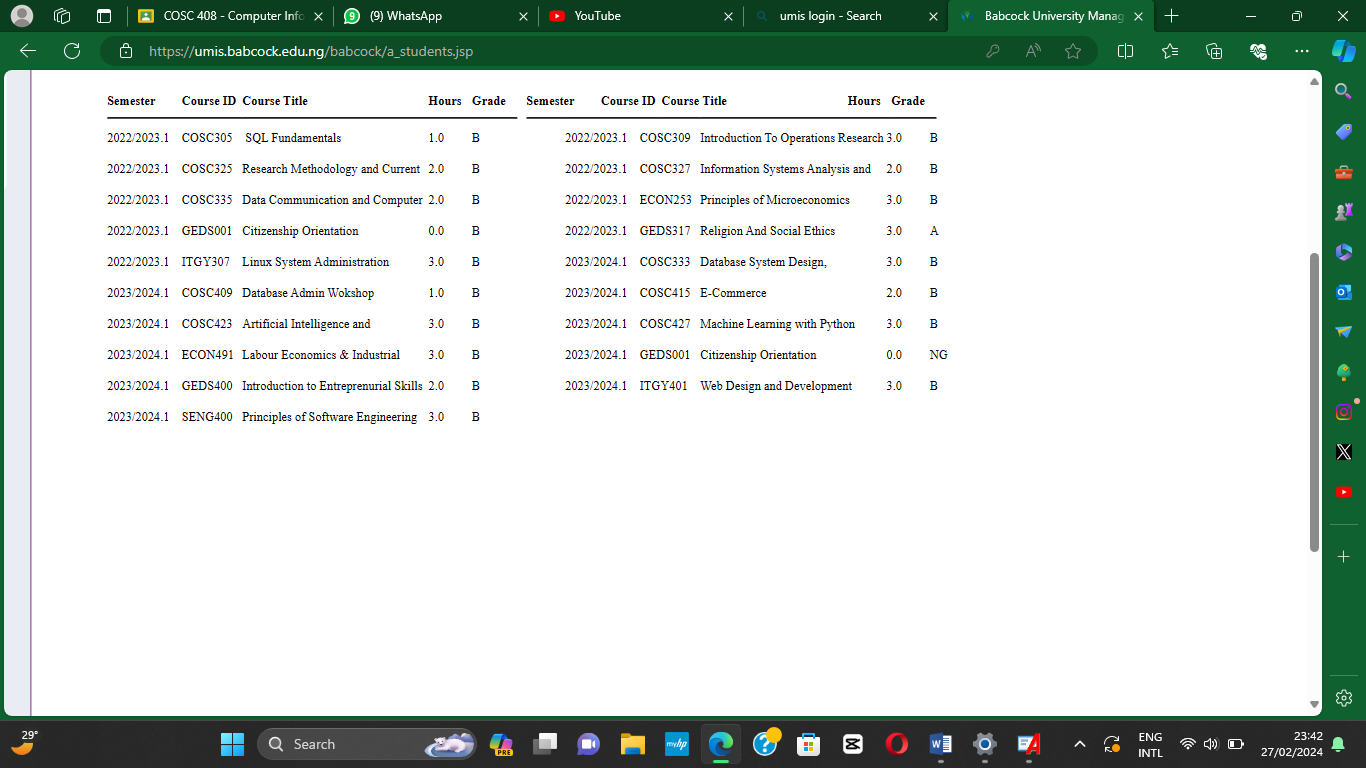 COSC 408 - Computer Info
(9) WhatsApp
YouTube
umis login - Search
Babcock University Manag
https://umis.babcock.edu.ng/babcock/a_students.jsp
Semester Course ID Course Title Hours Grade Semester Course ID Course Title Hours Grade
2022/2023.1 COSC305 SQL Fundamentals 1.0 B 2022/2023.1 COSC309 Introduction To Operations Research 3.0 B
2022/2023.1 COSC325 Research Methodology and Current 2.0 B 2022/2023.1 COSC327 Information Systems Analysis and 2.0 B
2022/2023.1 COSC335 Data Communication and Computer 2.0 B 2022/2023.1 ECON253 Principles of Microeconomics 3.0 B
2022/2023.1 GEDS001 Citizenship Orientation 0.0 B 2022/2023.1 GEDS317 Religion And Social Ethics 3.0 A
2022/2023.1 ITGY307 Linux System Administration 3.0 B 2023/2024.1 COSC333 Database System Design, 3.0 B
2023/2024.1 COSC409 Database Admin Wokshop 1.0 B 2023/2024.1 COSC415 E-Commerce 2.0 B
2023/2024.1 COSC423 Artificial Intelligence and 3.0 B 2023/2024.1 COSC427 Machine Learning with Python 3.0 B
2023/2024.1 ECON491 Labour Economics & Industrial 3.0 B 2023/2024.1 GEDS001 Citizenship Orientation 0.0 NG
2023/2024.1 GEDS400 Introduction to Entreprenurial Skills 2.0 B 2023/2024.1 ITGY401 Web Design and Development 3.0 B
2023/2024.1 SENG400 Principles of Software Engineering 3.0 B
29°
Search
PRE
myhp
ENG
INTL
23:42
27/02/2024